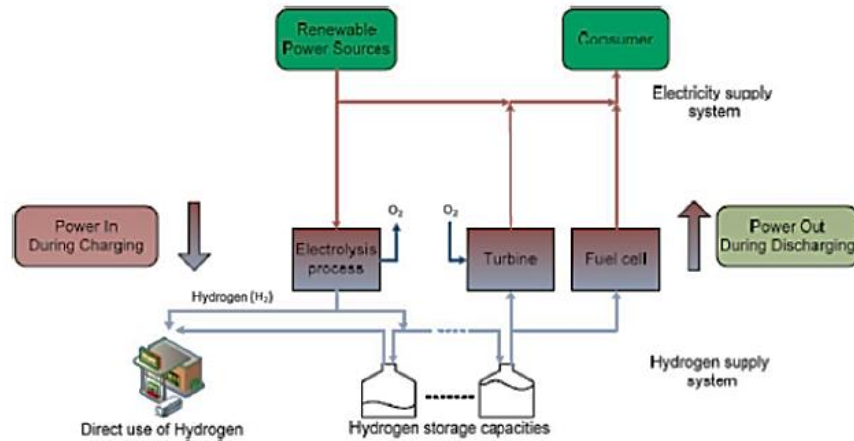 Renewable
Power Sources
Consumer
Electricity supply
system
Power In
During Charging
O₂
O₂
Power Out
During Discharging
Electrolysis
process
Turbine
Fuel cell
Hydrogen (H₂)
Hydrogen supply
system
Direct use of Hydrogen
Hydrogen storage capacities